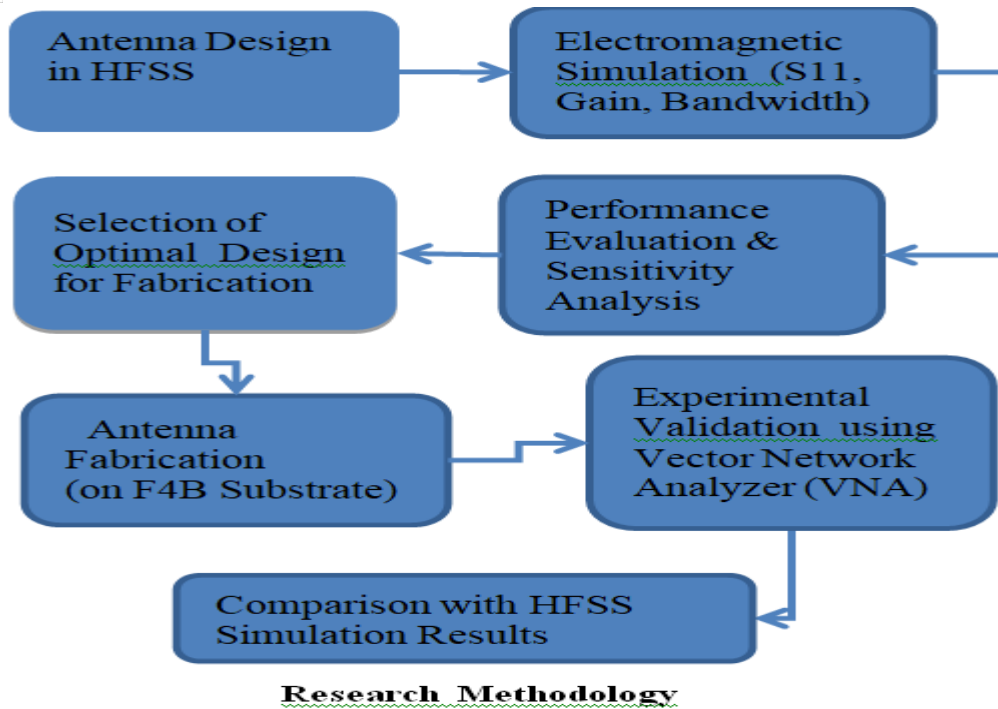 Antenna Design
in HFSS
Electromagnetic
Simulation (S11,
Gain, Bandwidth)
Performance
Evaluation &
Sensitivity
Analysis
Selection of
Optimal Design
for Fabrication
Antenna
Fabrication
(on F4B Substrate)
Experimental
Validation using
Vector Network
Analyzer (VNA)
Comparison with HFSS
Simulation Results
Research Methodology